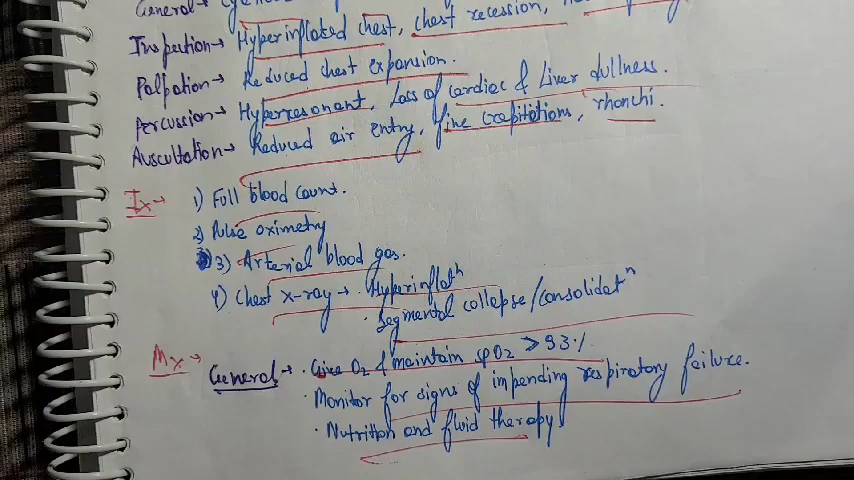 General →
Inspection → Hyperinflated chest, chest recession,
Palpation → Reduced chest expansion.
Percussion → Hyperresonant, Loss of cardiac & Liver dullness.
Auscultation → Reduced air entry, fine crepitations, rhonchi.
Ix → 1) Full blood count.
2) Pulse oximetry
3) Arterial blood gas.
4) Chest x-ray → · Hyperinflatⁿ
· Segmental collapse/consolidatⁿ
Mx →
General → · Give O₂ & maintain SpO₂ ≥ 93%
· Monitor for signs of impending respiratory failure.
· Nutrition and fluid therapy